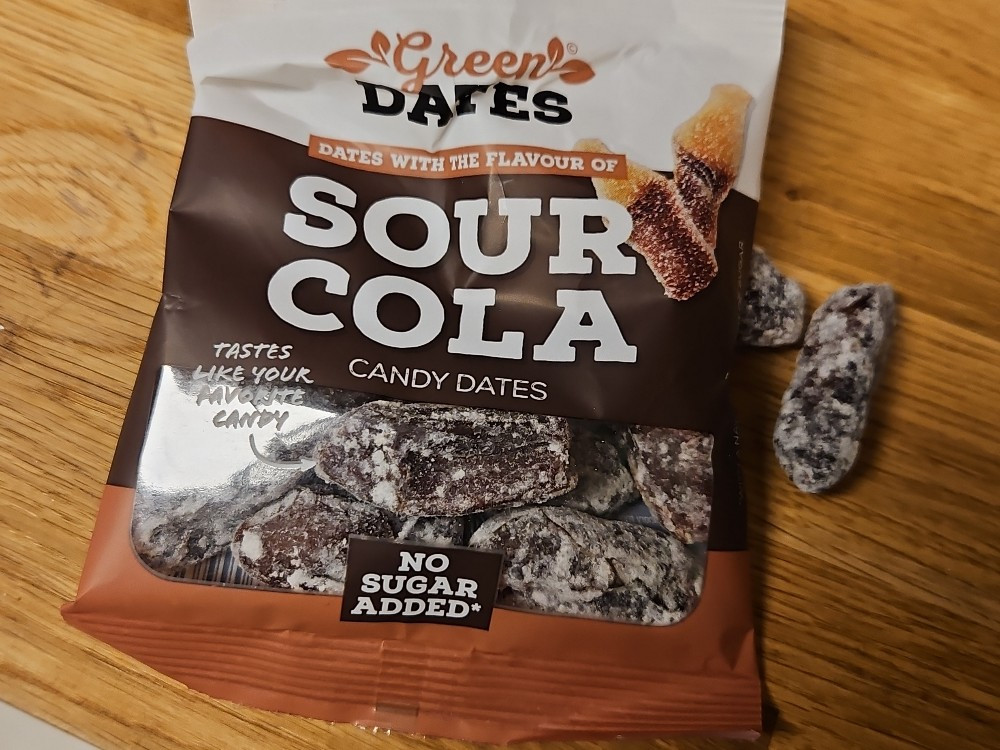 Green©
DATES
DATES WITH THE FLAVOUR OF
SOUR
COLA
CANDY DATES
TASTES
LIKE YOUR
FAVORITE
CANDY
NO
SUGAR
ADDED*